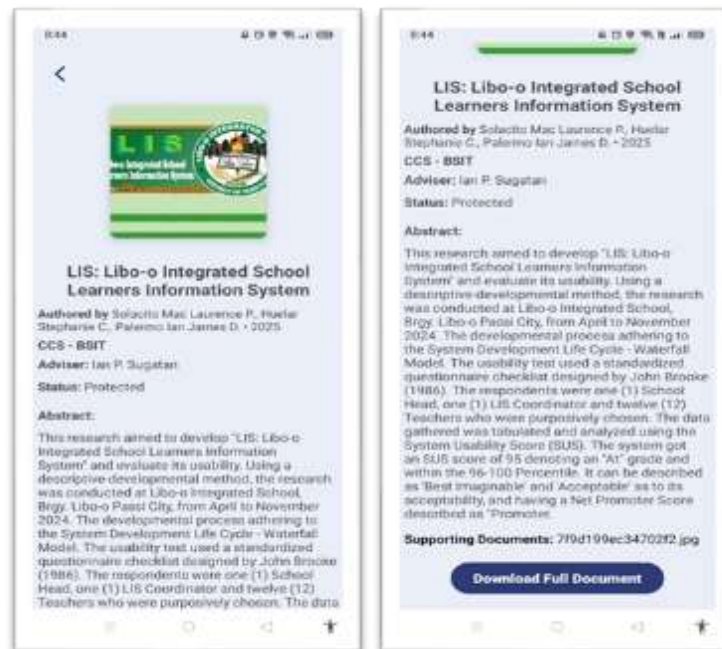 8:44
LIS
LIS: Libo-o Integrated School
Learners Information System
Authored by Solacito Mac Laurence P., Huelar
Stephanie C., Palermo Ian James D. • 2025
CCS - BSIT
Adviser: Ian P. Sugatan
Status: Protected
Abstract:
This research aimed to develop "LIS: Libo-o
Integrated School Learners Information
System" and evaluate its usability. Using a
descriptive-developmental method, the research
was conducted at Libo-o Integrated School,
Brgy. Libo-o Passi City, from April to November
2024. The developmental process adhering to
the System Development Life Cycle - Waterfall
Model. The usability test used a standardized
questionnaire checklist designed by John Brooke
(1986). The respondents were one (1) School
Head, one (1) LIS Coordinator and twelve (12)
Teachers who were purposively chosen. The data
8:44
LIS: Libo-o Integrated School
Learners Information System
Authored by Solacito Mac Laurence P., Huelar
Stephanie C., Palermo Ian James D. • 2025
CCS - BSIT
Adviser: Ian P. Sugatan
Status: Protected
Abstract:
This research aimed to develop "LIS: Libo-o
Integrated School Learners Information
System" and evaluate its usability. Using a
descriptive-developmental method, the research
was conducted at Libo-o Integrated School,
Brgy. Libo-o Passi City, from April to November
2024. The developmental process adhering to
the System Development Life Cycle - Waterfall
Model. The usability test used a standardized
questionnaire checklist designed by John Brooke
(1986). The respondents were one (1) School
Head, one (1) LIS Coordinator and twelve (12)
Teachers who were purposively chosen. The data
gathered was tabulated and analyzed using the
System Usability Score (SUS). The system got
an SUS score of 95 denoting an "A+" grade and
within the 96-100 Percentile. It can be described
as 'Best Imaginable' and Acceptable' as to its
acceptability, and having a Net Promoter Score
described as "Promoter.
Supporting Documents: 7f9d199ec34702f2.jpg
Download Full Document